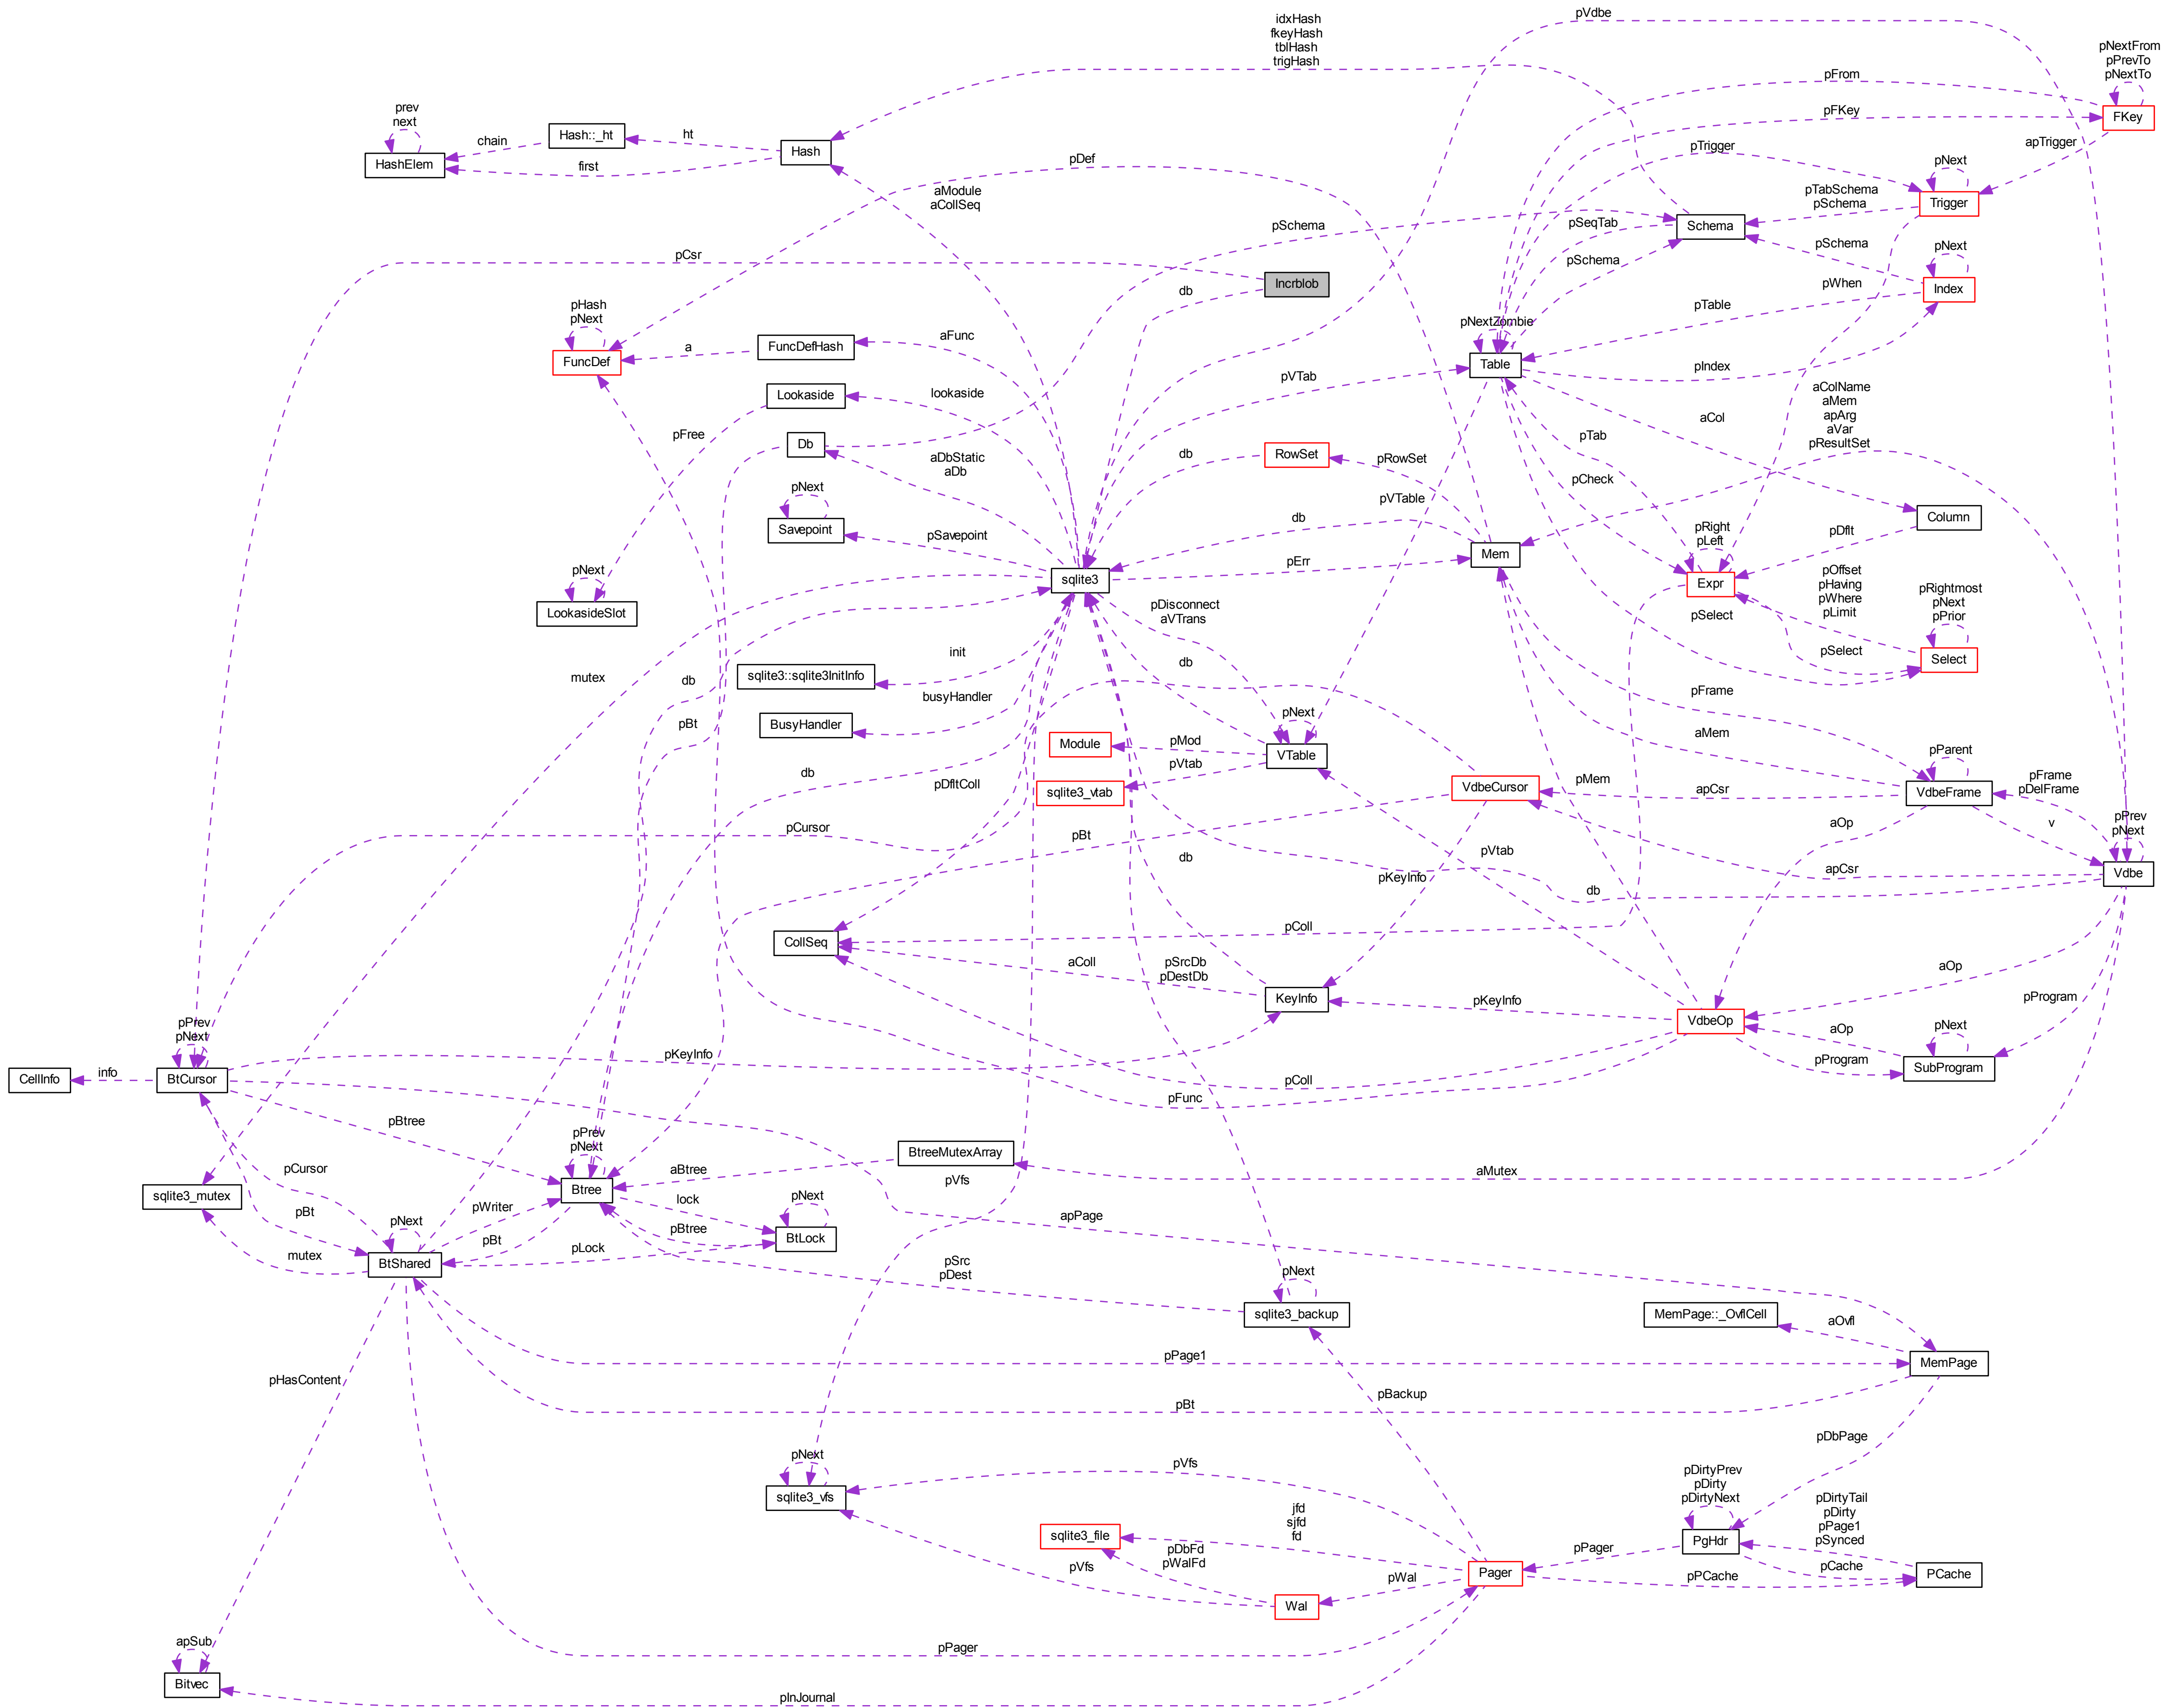 idxHash
fkeyHash
tblHash
trigHash
pVdbe
pNextFrom
pPrevTo
pNextTo
pFrom
FKey
pFKey
apTrigger
prev
next
HashElem
chain
Hash::_ht
ht
first
Hash
pDef
aModule
aCollSeq
pTrigger
pNext
Trigger
pTabSchema
pSchema
Schema
pSeqTab
pSchema
pSchema
pSchema
pNext
Index
pWhen
pTable
pIndex
pCsr
Incrblob
db
pHash
pNext
FuncDef
a
FuncDefHash
aFunc
pNextZombie
Table
pVTab
Lookaside
lookaside
pFree
Db
aDbStatic
aDb
RowSet
db
pRowSet
pTab
pCheck
aCol
aColName
aMem
apArg
aVar
pResultSet
pVTable
pNext
Savepoint
pSavepoint
db
Mem
pErr
pRight
pLeft
Expr
Column
pDflt
pSelect
pNext
LookasideSlot
sqlite3
pDisconnect
aVTrans
pOffset
pHaving
pWhere
pLimit
pRightmost
pNext
pPrior
Select
pSelect
mutex
sqlite3::sqlite3InitInfo
init
db
pBt
db
BusyHandler
busyHandler
pNext
VTable
Module
pMod
pVtab
sqlite3_vtab
pFrame
aMem
pParent
VdbeFrame
pFrame
pDelFrame
db
pDfltColl
VdbeCursor
apCsr
pMem
aOp
v
pPrev
pNext
Vdbe
pCursor
pBt
db
pVtab
pKeyInfo
apCsr
db
CollSeq
pColl
aColl
pSrcDb
pDestDb
KeyInfo
pKeyInfo
VdbeOp
aOp
pProgram
pPrev
pNext
BtCursor
CellInfo
info
pKeyInfo
pColl
pFunc
aOp
pProgram
pNext
SubProgram
pBtree
pPrev
pNext
Btree
aBtree
BtreeMutexArray
aMutex
sqlite3_mutex
pCursor
pBt
pNext
BtShared
mutex
pWriter
pBt
lock
pBtree
pLock
pNext
BtLock
pVfs
apPage
pSrc
pDest
pNext
sqlite3_backup
MemPage::_OvflCell
aOvfl
MemPage
pPage1
pBt
pHasContent
pBackup
pDbPage
pNext
sqlite3_vfs
pVfs
sqlite3_file
jfd
sjfd
fd
pDbFd
pWalFd
pVfs
Wal
pWal
Pager
pPager
pPCache
pDirtyPrev
pDirty
pDirtyNext
PgHdr
pDirtyTail
pDirty
pPage1
pSynced
pCache
PCache
apSub
Bitvec
pPager
pInJournal